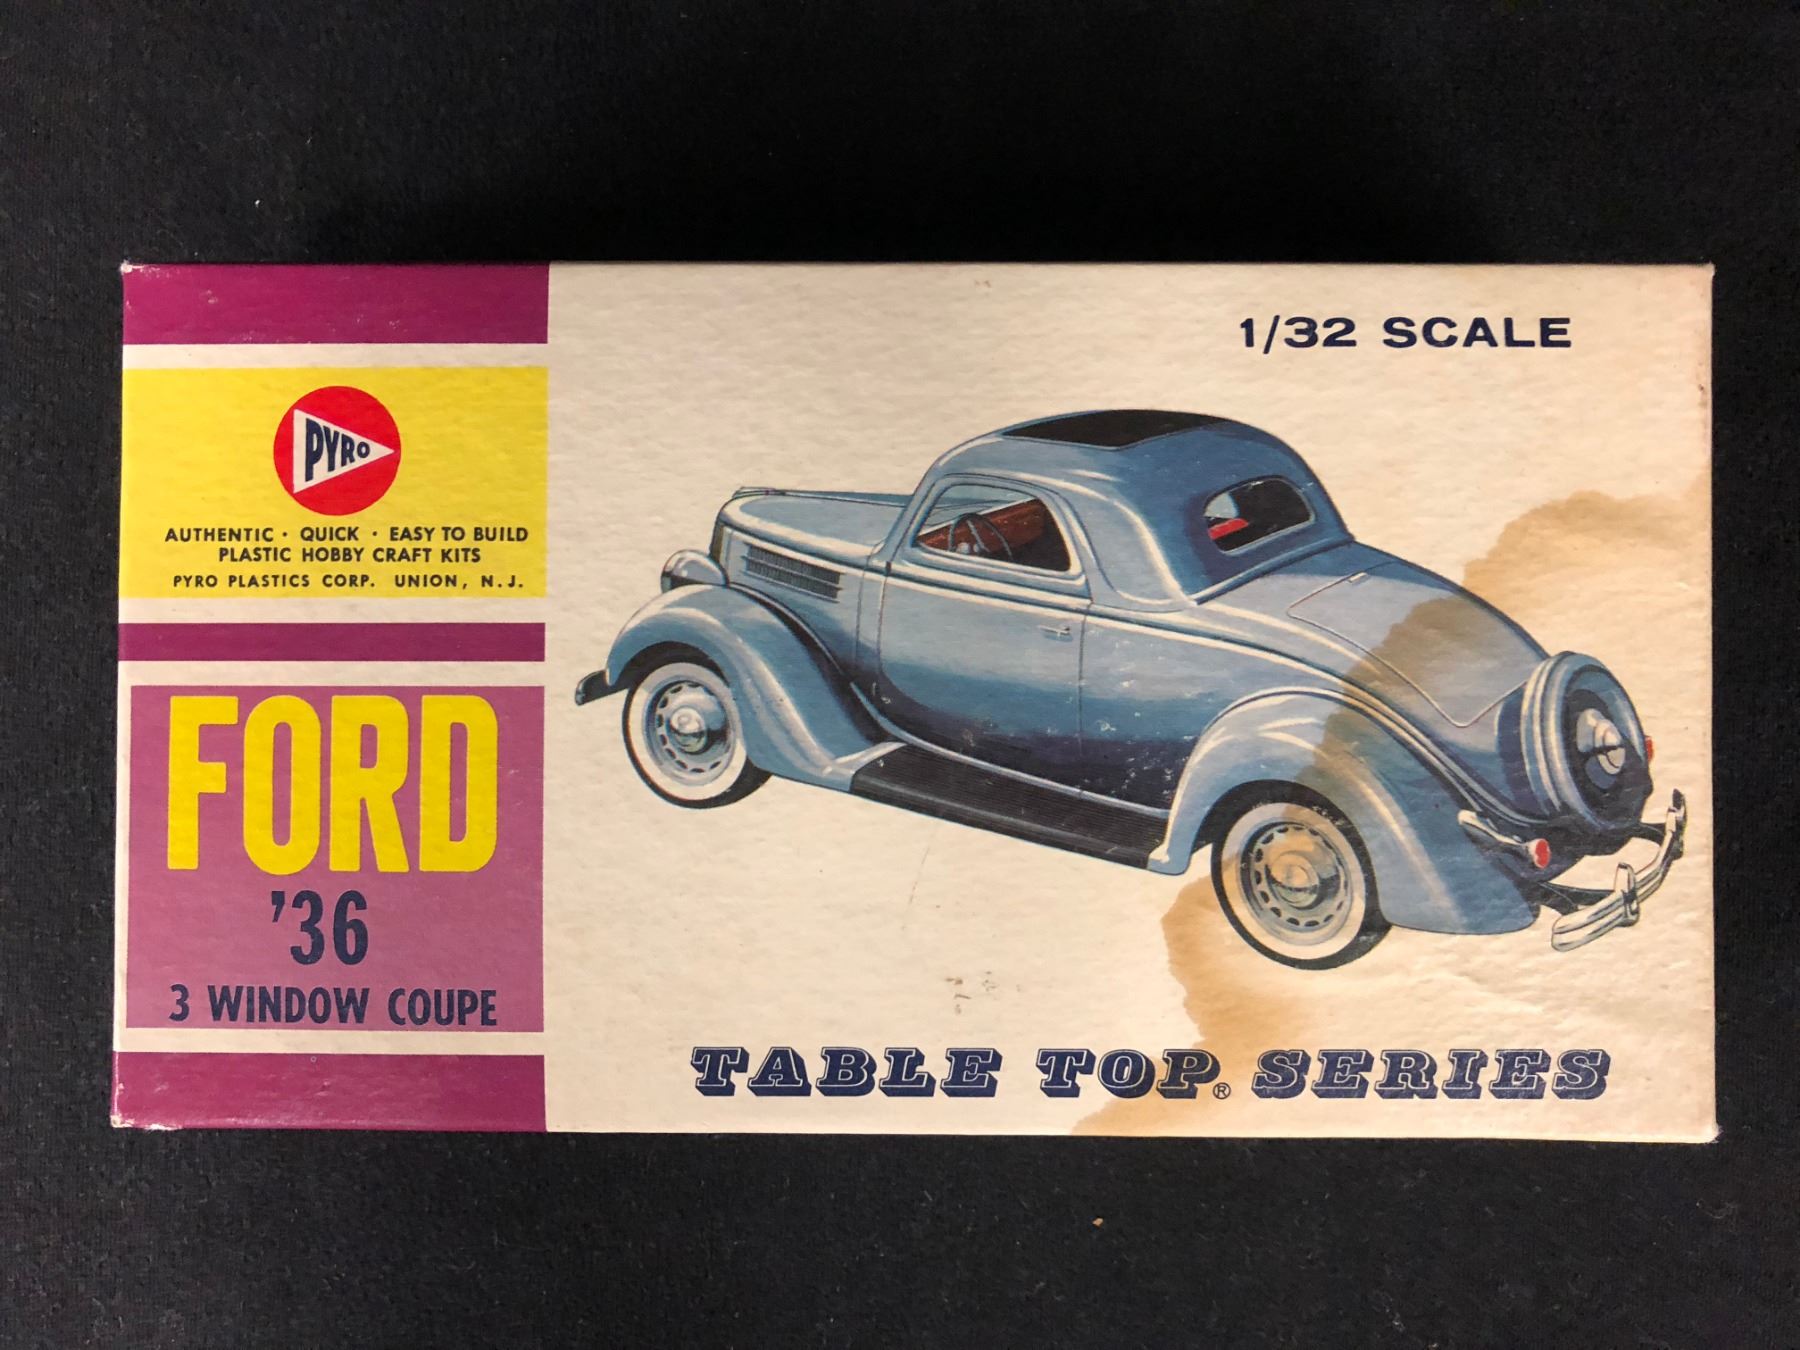 PYRO
AUTHENTIC · QUICK · EASY TO BUILD
PLASTIC HOBBY CRAFT KITS
PYRO PLASTICS CORP. UNION, N.J.
FORD
'36
3 WINDOW COUPE
1/32 SCALE
TABLE TOP® SERIES